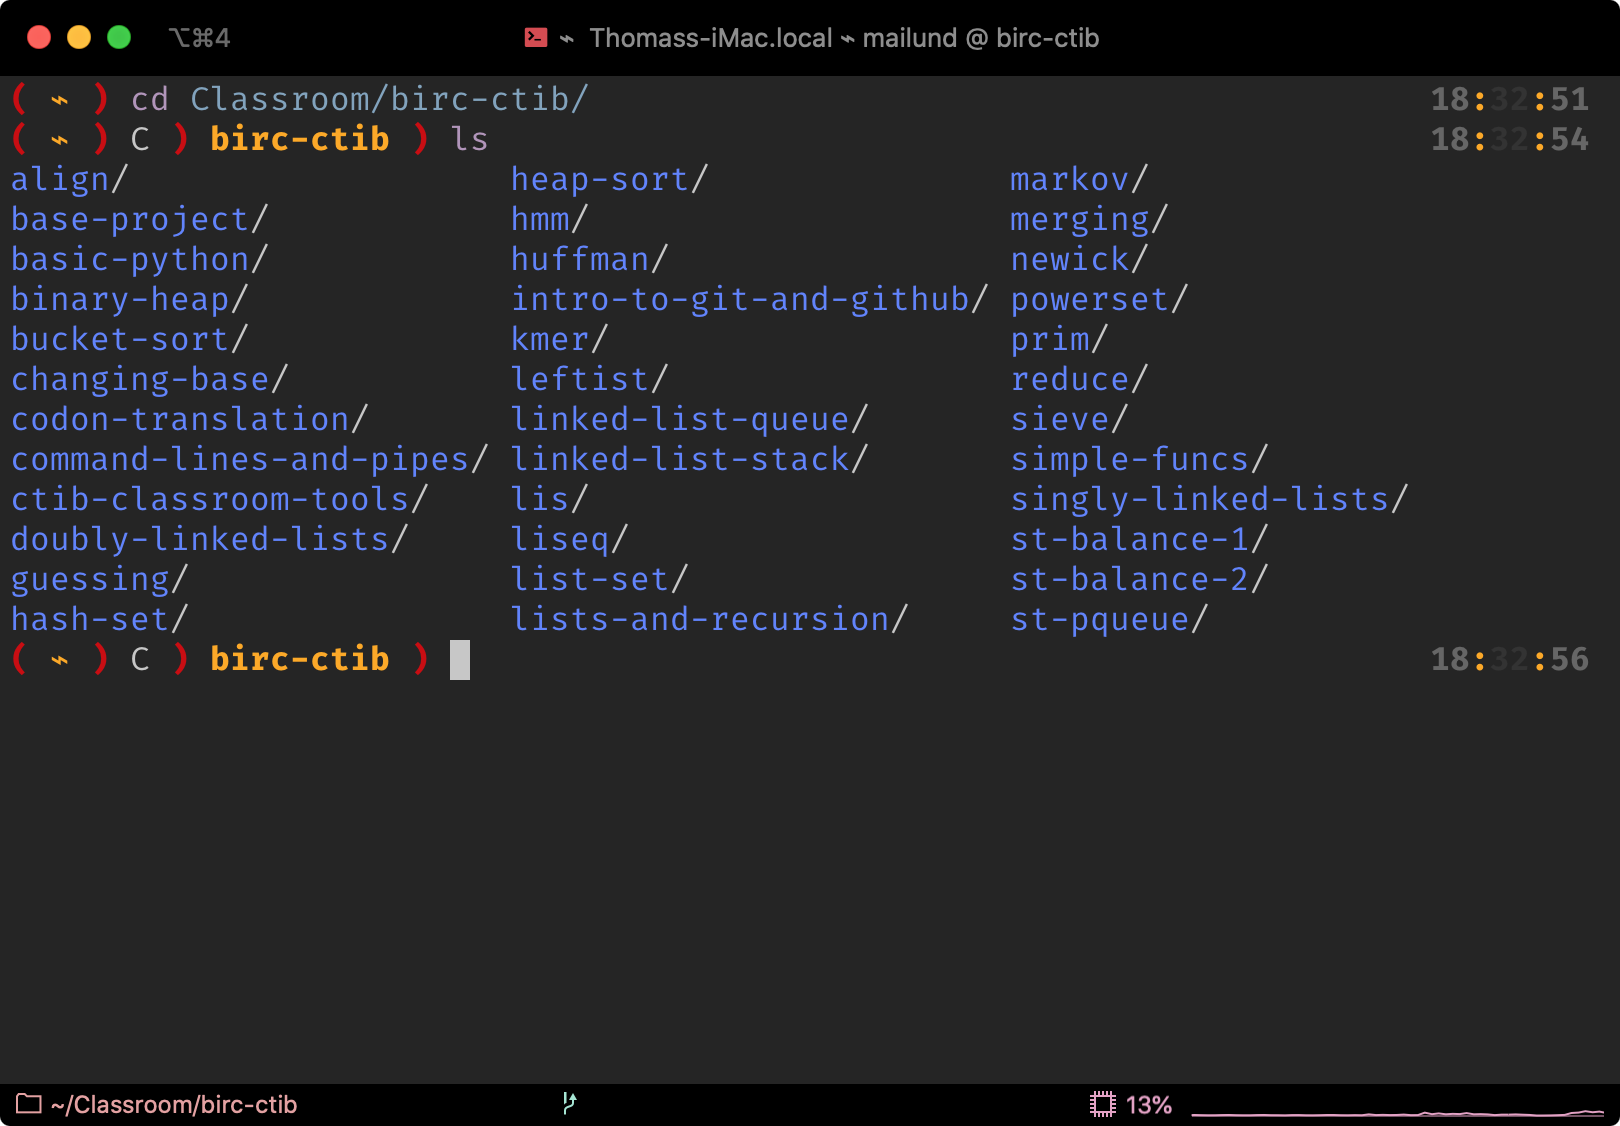 ⌥⌘4 ⌁ Thomass-iMac.local ⌁ mailund @ birc-ctib
( ⌁ ) cd Classroom/birc-ctib/ 18:32:51
( ⌁ ) C ) birc-ctib ) ls 18:32:54
align/ heap-sort/ markov/
base-project/ hmm/ merging/
basic-python/ huffman/ newick/
binary-heap/ intro-to-git-and-github/ powerset/
bucket-sort/ kmer/ prim/
changing-base/ leftist/ reduce/
codon-translation/ linked-list-queue/ sieve/
command-lines-and-pipes/ linked-list-stack/ simple-funcs/
ctib-classroom-tools/ lis/ singly-linked-lists/
doubly-linked-lists/ liseq/ st-balance-1/
guessing/ list-set/ st-balance-2/
hash-set/ lists-and-recursion/ st-pqueue/
( ⌁ ) C ) birc-ctib ) 18:32:56
~/Classroom/birc-ctib 13%